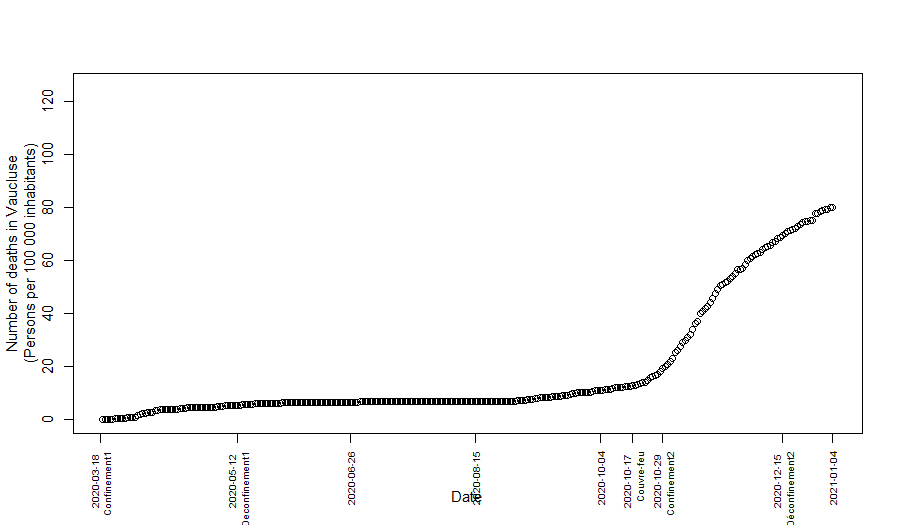 Number of deaths in Vaucluse
(Persons per 100 000 inhabitants)
120
100
80
60
40
20
0
2020-03-18
Confinement1
2020-05-12
Déconfinement1
2020-06-26
2020-08-15
2020-10-04
2020-10-17
Couvre-feu
2020-10-29
Confinement2
2020-12-15
Déconfinement2
2021-01-04
Date